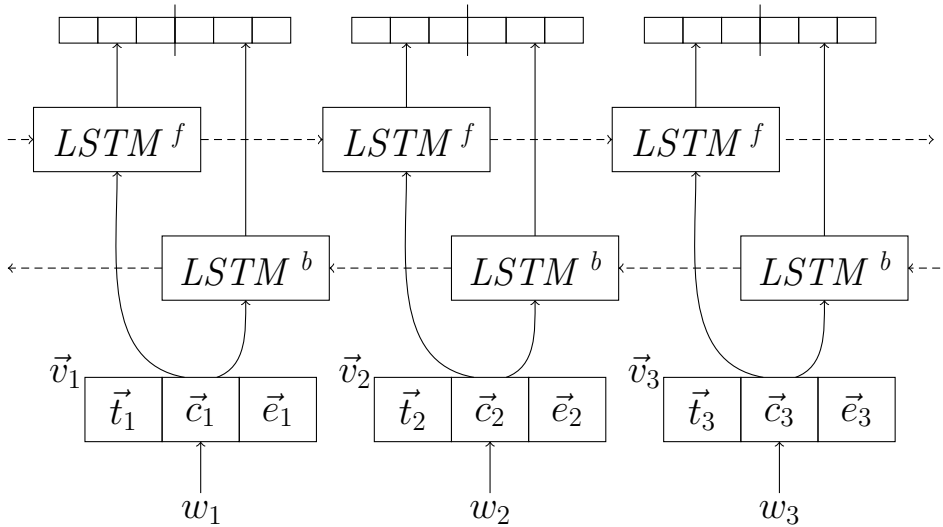 LSTM ᶠ LSTM ᶠ LSTM ᶠ
LSTM ᵇ LSTM ᵇ LSTM ᵇ
v⃗₁ v⃗₂ v⃗₃
t⃗₁ c⃗₁ e⃗₁ t⃗₂ c⃗₂ e⃗₂ t⃗₃ c⃗₃ e⃗₃
w₁ w₂ w₃